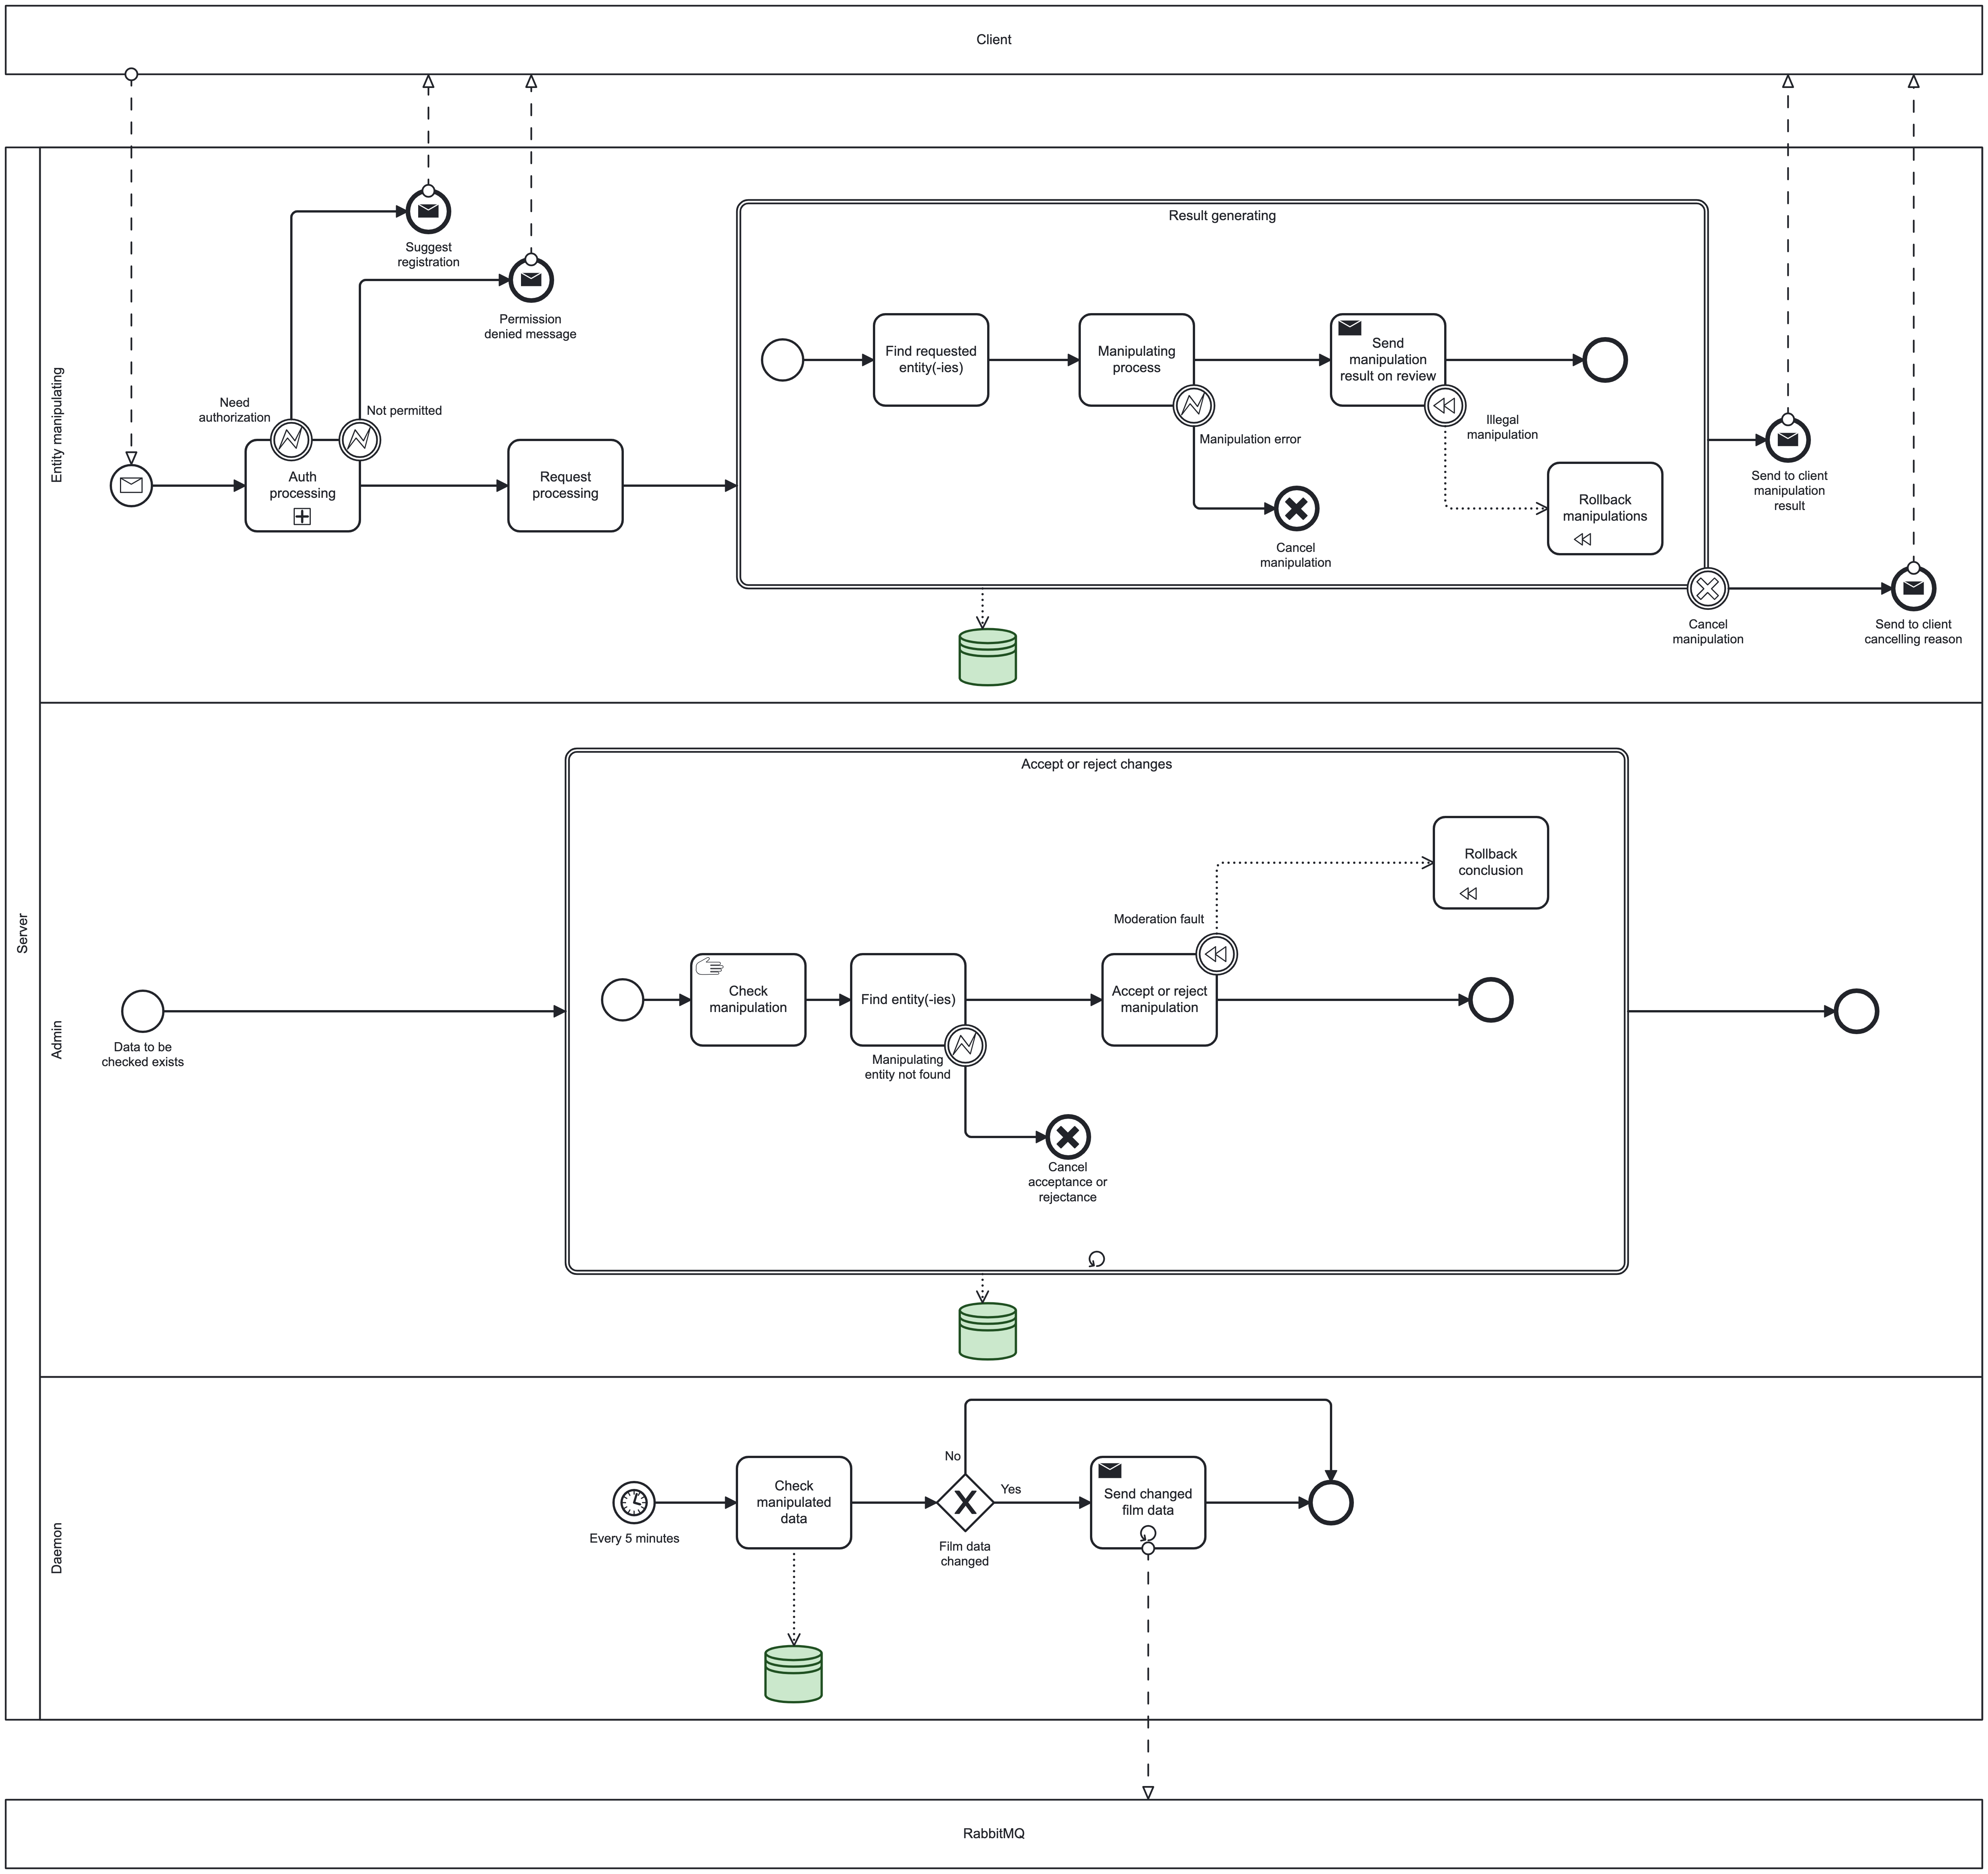 Client
Server
Entity manipulating
Suggest
registration
Permission
denied message
Need
authorization
Not permitted
Auth
processing
Request
processing
Result generating
Find requested
entity(-ies)
Manipulating
process
Send
manipulation
result on review
Manipulation error
Illegal
manipulation
Cancel
manipulation
Rollback
manipulations
Send to client
manipulation
result
Cancel
manipulation
Send to client
cancelling reason
Admin
Data to be
checked exists
Accept or reject changes
Rollback
conclusion
Moderation fault
Check
manipulation
Find entity(-ies)
Accept or reject
manipulation
Manipulating
entity not found
Cancel
acceptance or
rejectance
Daemon
Every 5 minutes
Check
manipulated
data
No
Yes
Film data
changed
Send changed
film data
RabbitMQ